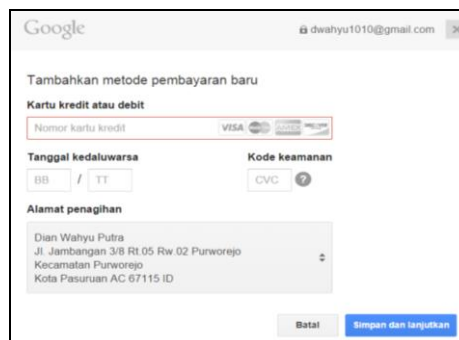 Google
dwahyu1010@gmail.com
Tambahkan metode pembayaran baru
Kartu kredit atau debit
Nomor kartu kredit VISA
Tanggal kedaluwarsa Kode keamanan
BB / TT CVC ?
Alamat penagihan
Dian Wahyu Putra
Jl. Jambangan 3/8 Rt.05 Rw.02 Purworejo
Kecamatan Purworejo
Kota Pasuruan AC 67115 ID
Batal Simpan dan lanjutkan